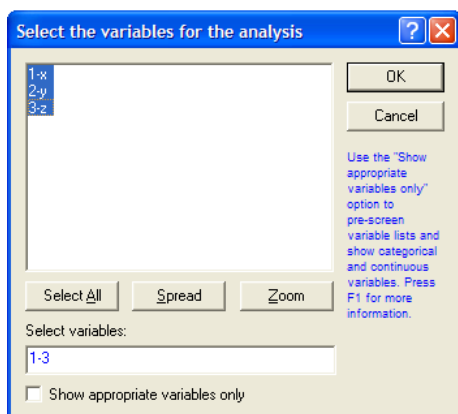 Select the variables for the analysis
1-x
2-y
3-z
OK
Cancel
Use the "Show
appropriate
variables only"
option to
pre-screen
variable lists and
show categorical
and continuous
variables. Press
F1 for more
information.
Select All
Spread
Zoom
Select variables:
1-3
Show appropriate variables only